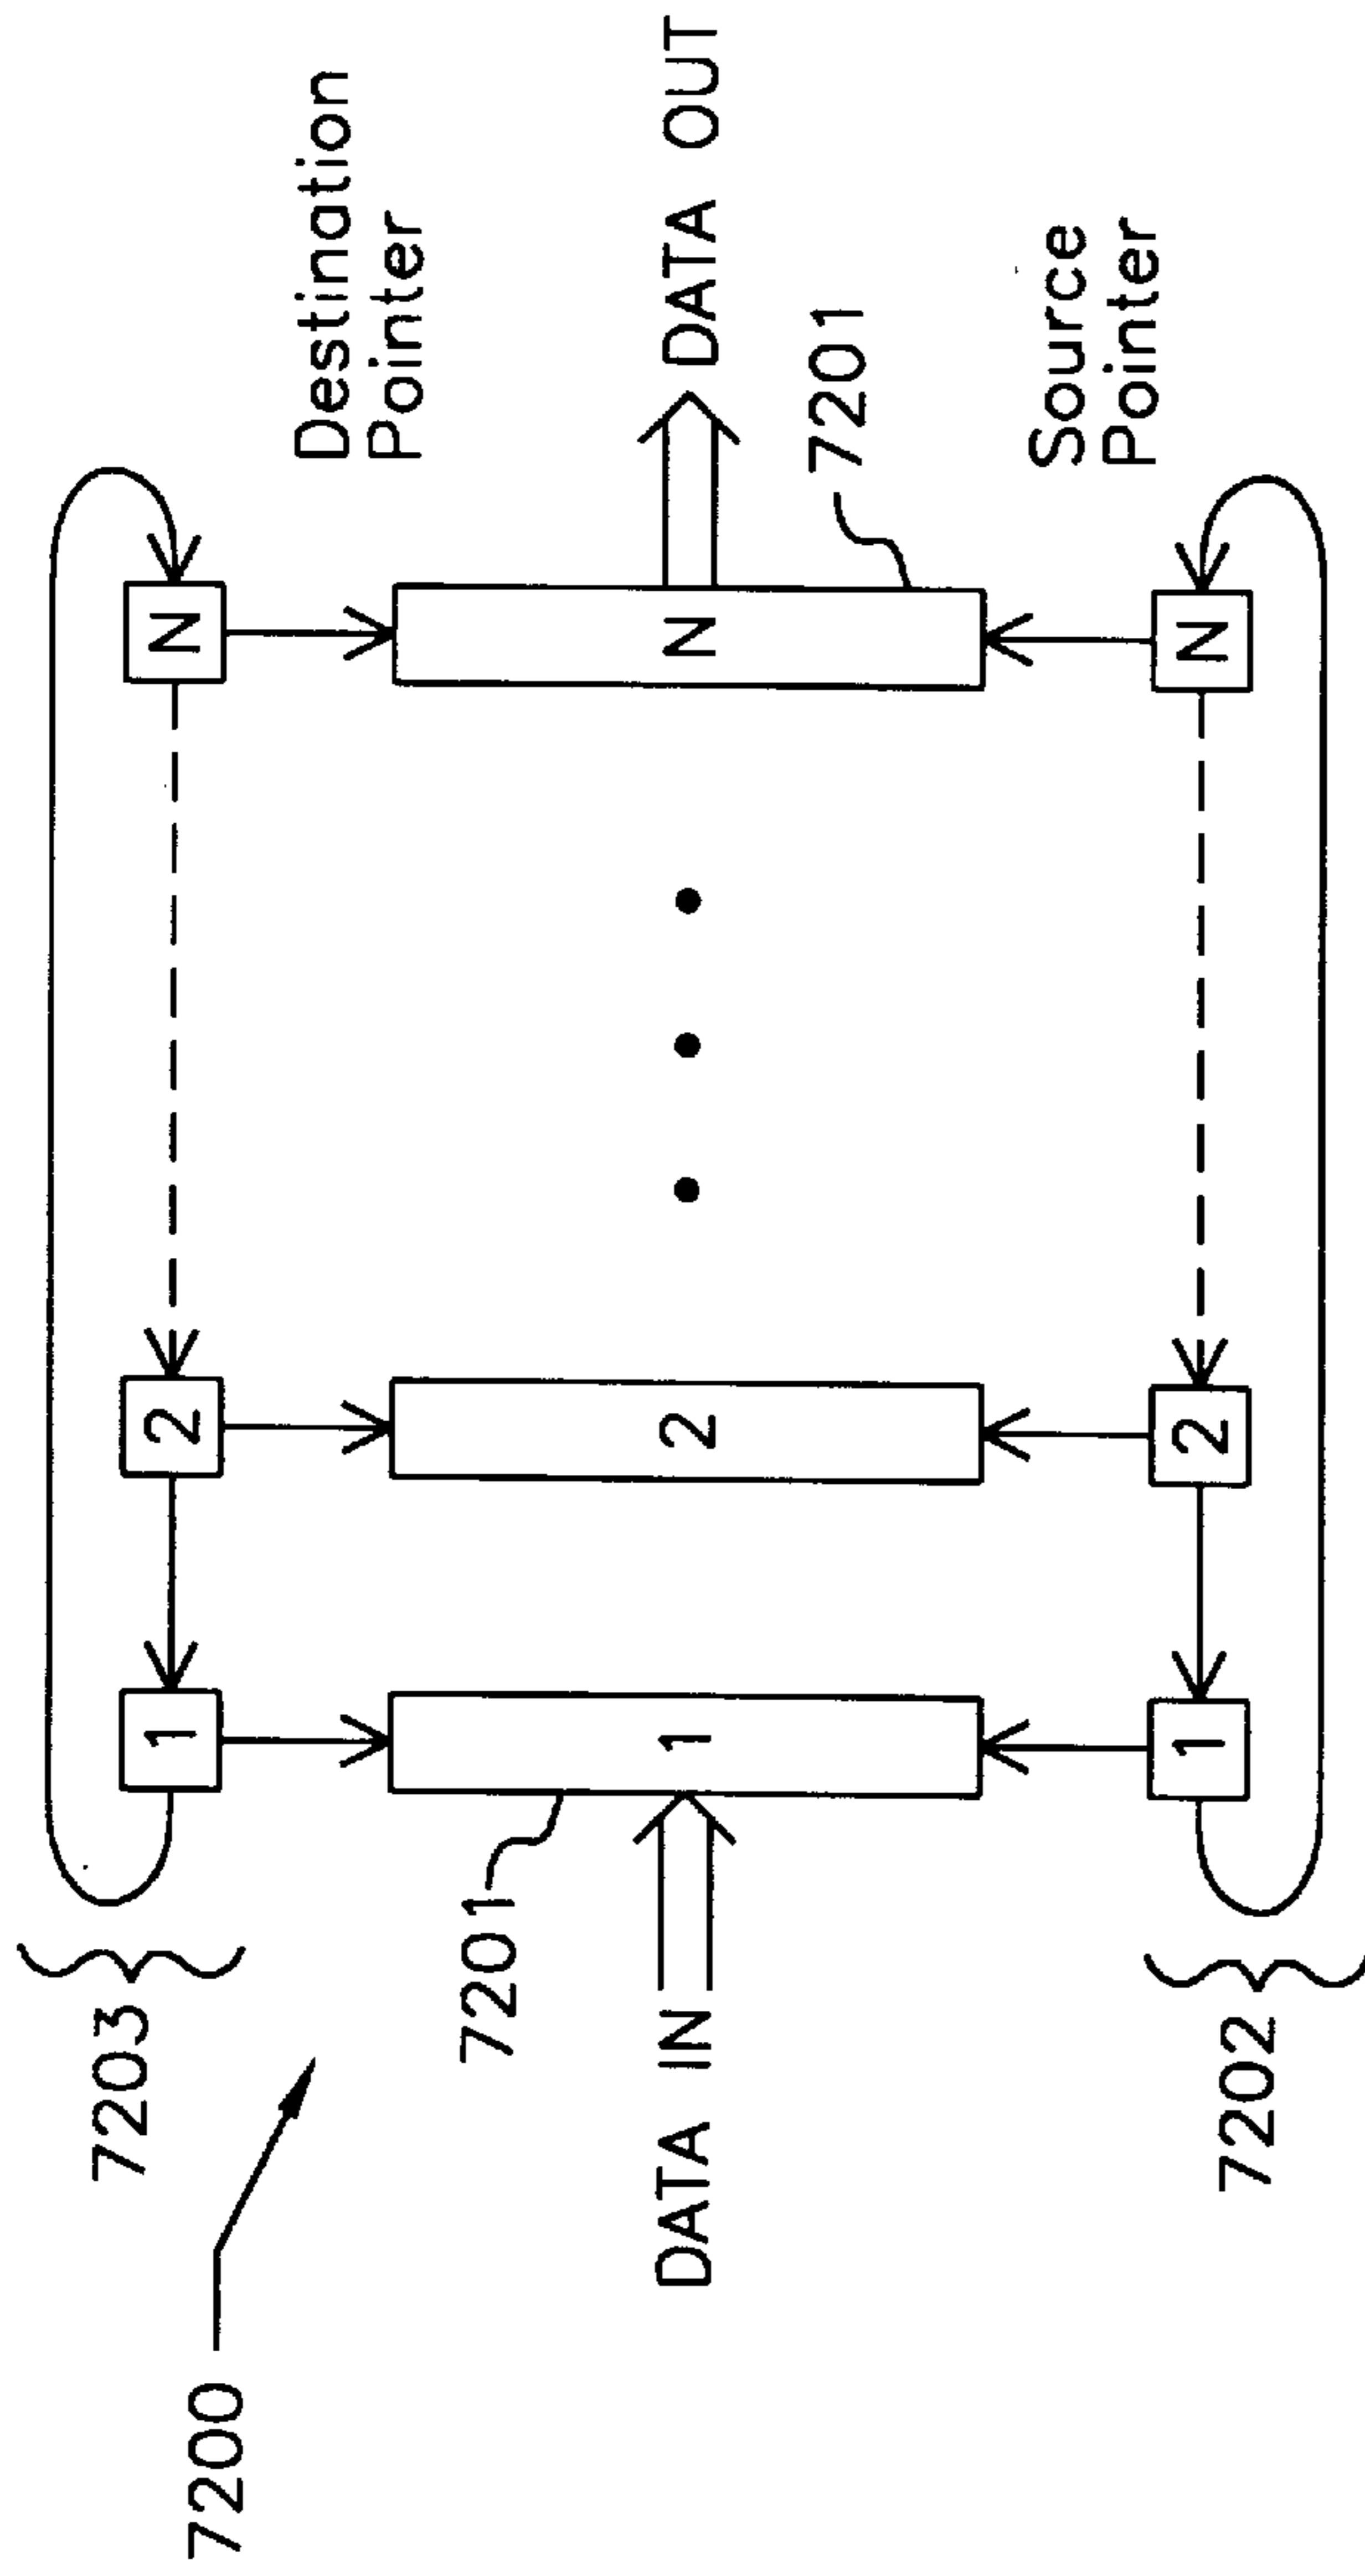 7200
7203
1
2
N
Destination
Pointer
7201
DATA IN
1
2
N
DATA OUT
7201
7202
1
2
N
Source
Pointer